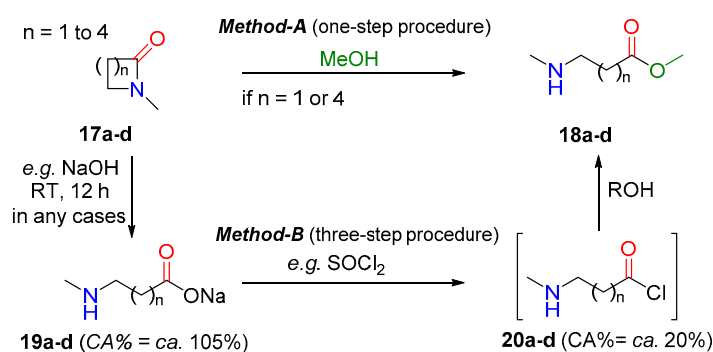 n = 1 to 4
Method-A (one-step procedure)
MeOH
if n = 1 or 4
O
( )n
N
17a-d
O
N
H
( )n
O
18a-d
e.g. NaOH
RT, 12 h
in any cases
ROH
Method-B (three-step procedure)
e.g. SOCl2
O
N
H
( )n
ONa
19a-d (CA% = ca. 105%)
O
N
H
( )n
Cl
20a-d (CA%= ca. 20%)